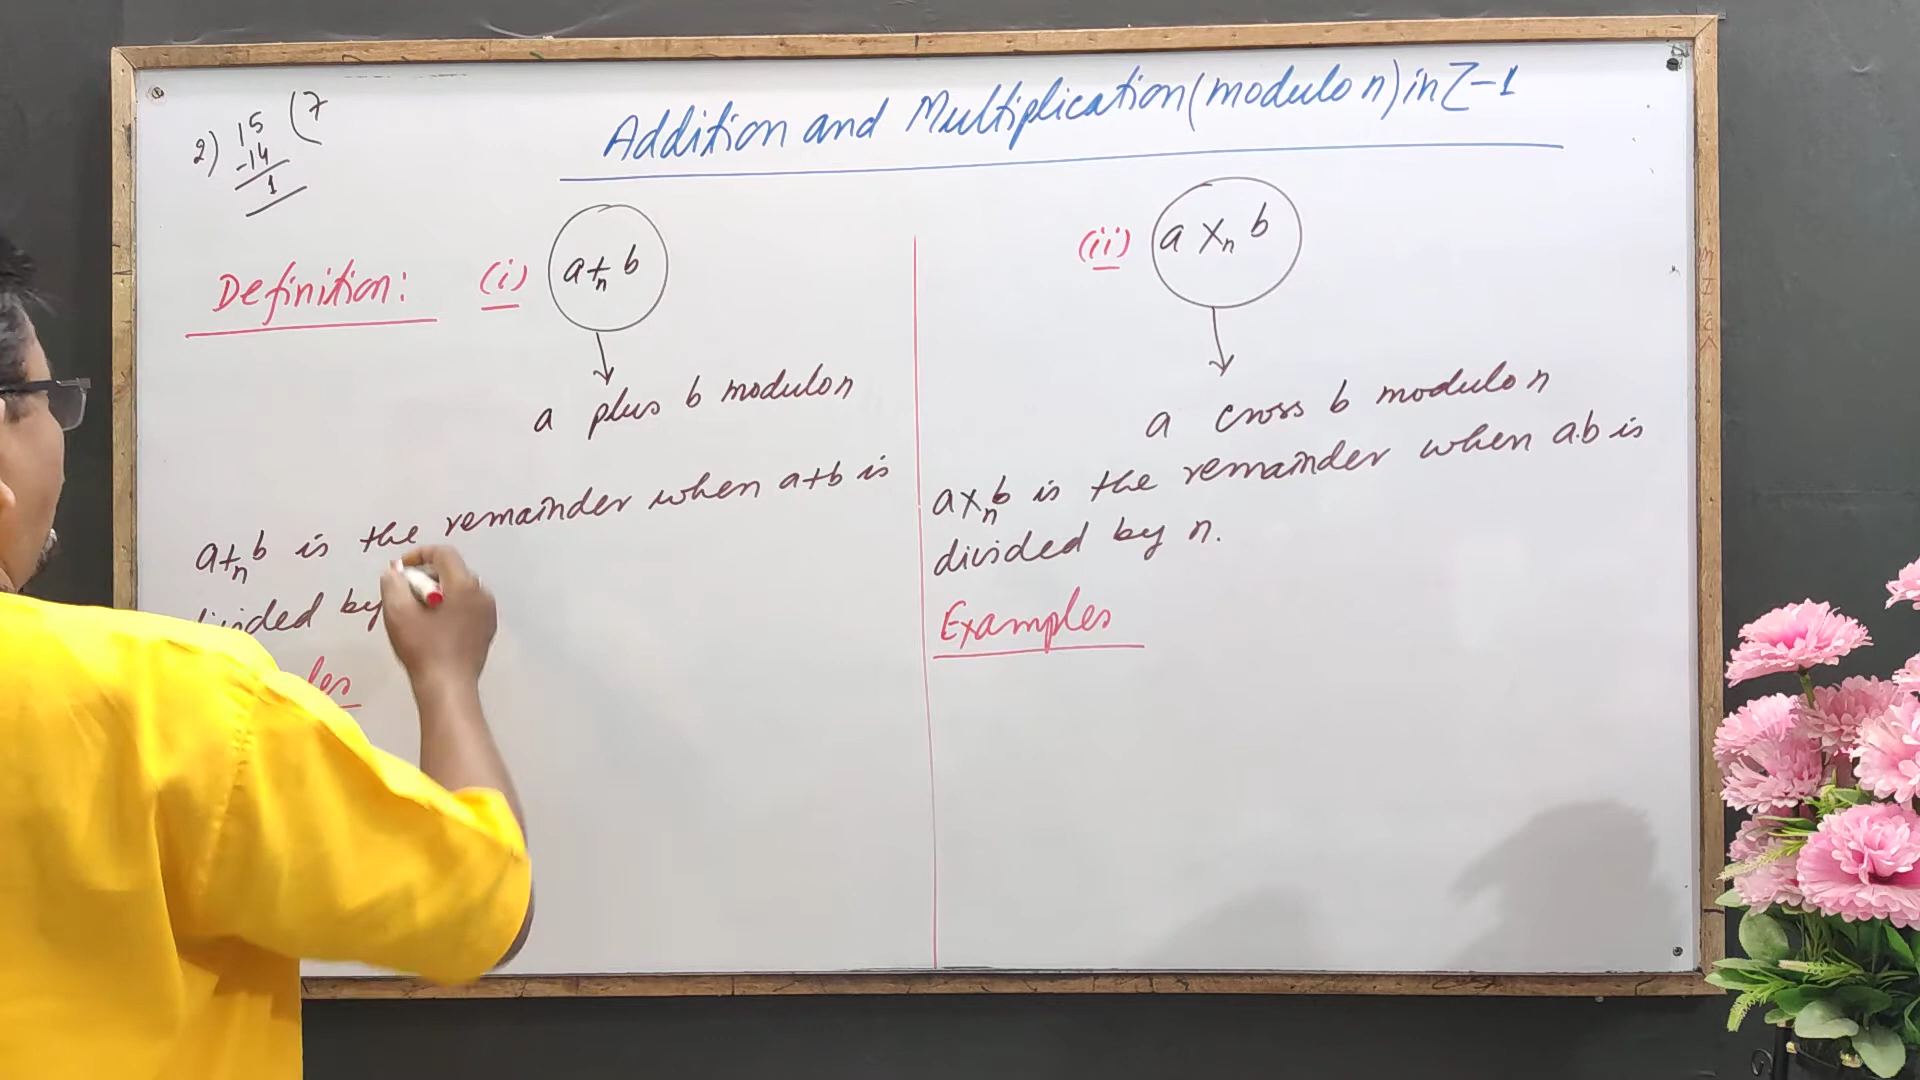 Addition and Multiplication (modulo n) in Z-1
2) 15 (7
-14
1
Definition: (i) a +n b
a plus b modulo n
a +n b is the remainder when a+b is
divided by
(ii) a ×n b
a cross b modulo n
a ×n b is the remainder when a.b is
divided by n.
Examples